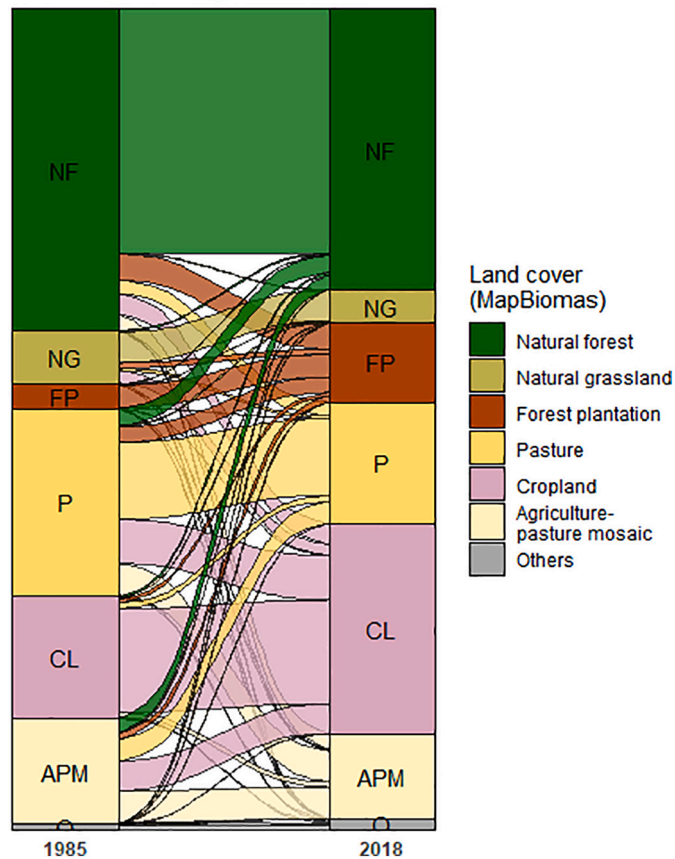 NF
NG
FP
P
CL
APM
O
1985
NF
NG
FP
P
CL
APM
O
2018
Land cover
(MapBiomas)
Natural forest
Natural grassland
Forest plantation
Pasture
Cropland
Agriculture-
pasture mosaic
Others